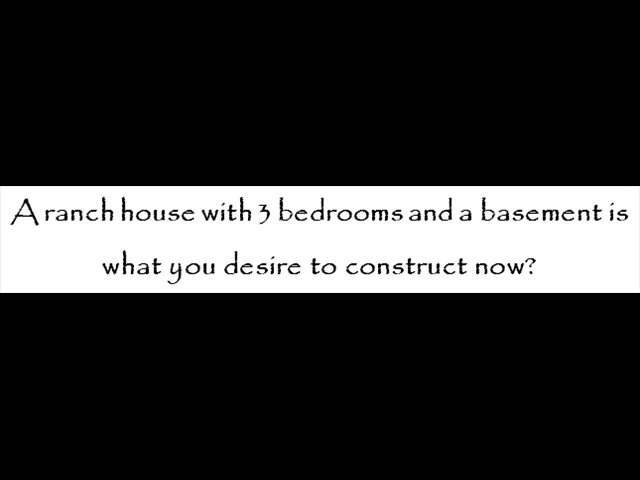 A ranch house with 3 bedrooms and a basement is
what you desire to construct now?